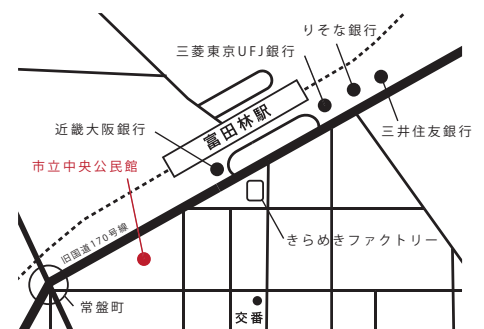 りそな銀行
三菱東京UFJ銀行
富田林駅
近畿大阪銀行
三井住友銀行
市立中央公民館
旧国道170号線
きらめきファクトリー
常盤町
交番